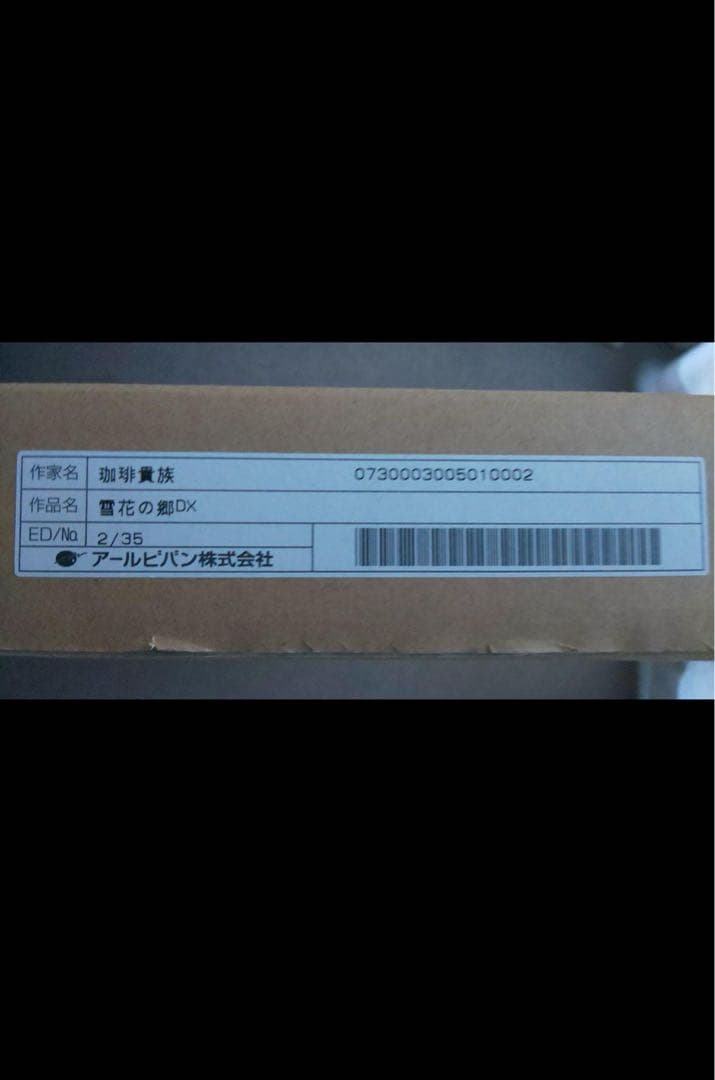 作家名 珈琲貴族 0730003005010002
作品名 雪花の郷DX
ED/No. 2/35
アールビバン株式会社